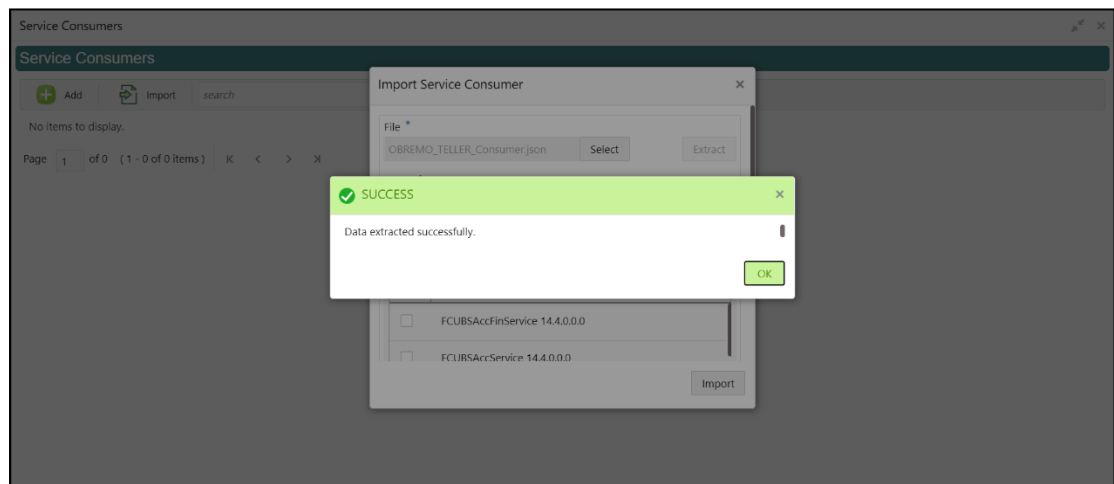 Service Consumers
Service Consumers
Add Import search
No items to display.
Page 1 of 0 ( 1 - 0 of 0 items )
Import Service Consumer
File *
OBREMO_TELLER_Consumer.json Select Extract
SUCCESS
Data extracted successfully.
OK
FCUBSAccFinService 14.4.0.0.0
FCUBSAccService 14.4.0.0.0
Import